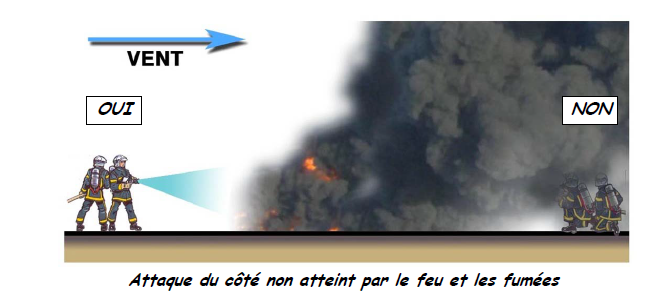 VENT
OUI
NON
Attaque du côté non atteint par le feu et les fumées